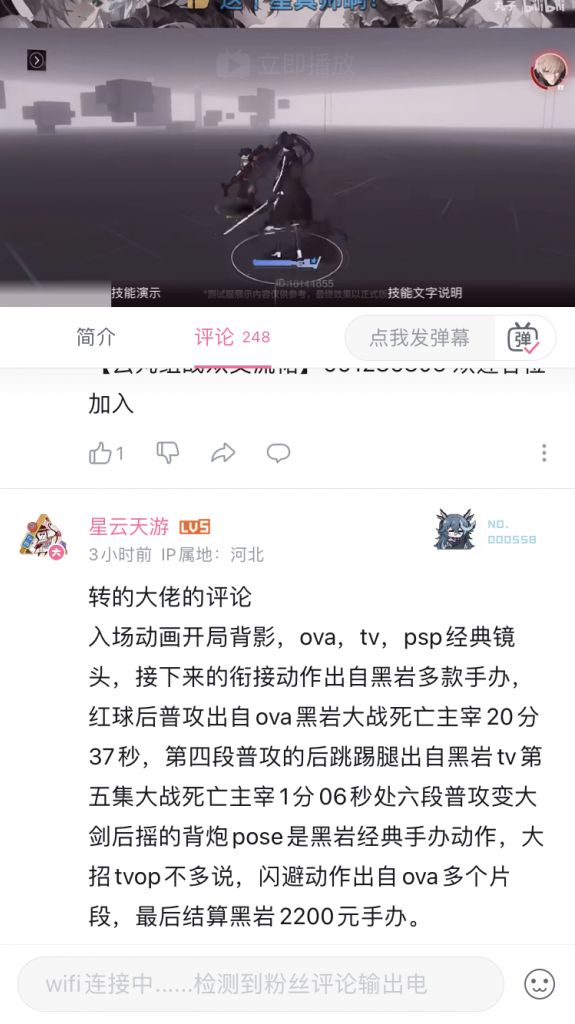 这个星真帅啊!
bilibili
立即播放
技能演示
*测试服展示内容仅供参考,最终效果以正式版
技能文字说明
简介
评论 248
点我发弹幕
弹
加入
1
星云天游 LV5
NO.
000558
3小时前 IP属地:河北
大
转的大佬的评论
入场动画开局背影,ova,tv,psp经典镜
头,接下来的衔接动作出自黑岩多款手办,
红球后普攻出自ova黑岩大战死亡主宰20分
37秒,第四段普攻的后跳踢腿出自黑岩tv第
五集大战死亡主宰1分06秒处六段普攻变大
剑后摇的背炮pose是黑岩经典手办动作,大
招tvop不多说,闪避动作出自ova多个片
段,最后结算黑岩2200元手办。
wifi连接中......检测到粉丝评论输出电